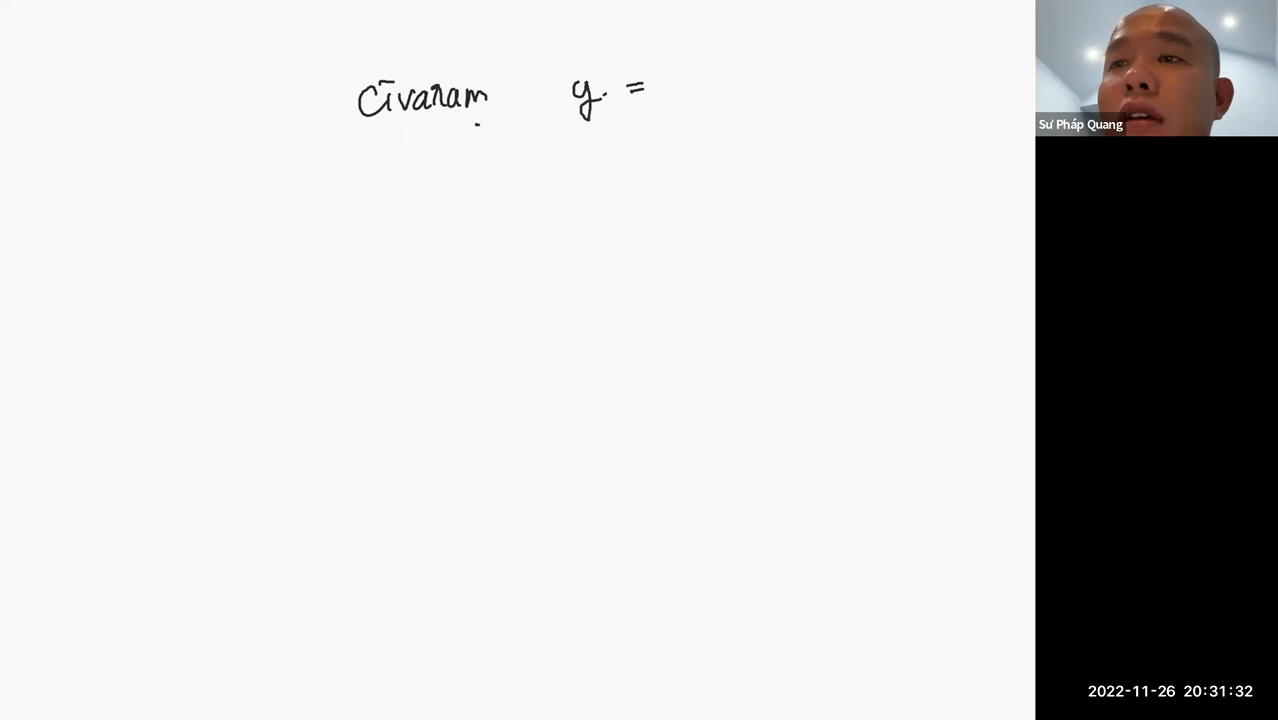 cīvaraṃ y. =
Sư Pháp Quang
2022-11-26 20:31:32